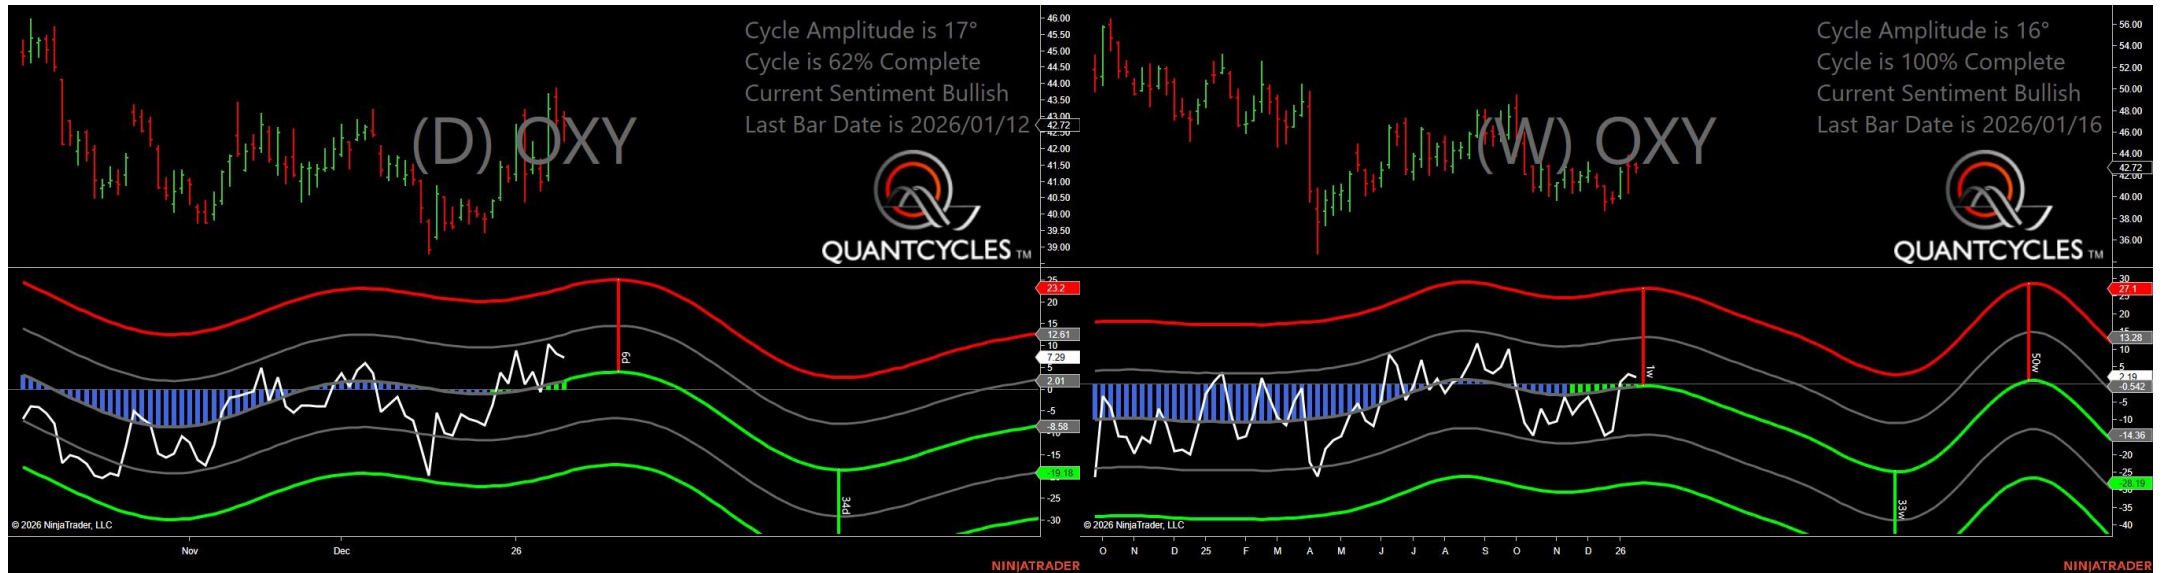 Cycle Amplitude is 17°
Cycle is 62% Complete
Current Sentiment Bullish
Last Bar Date is 2026/01/12
(D) OXY
QUANTCYCLES TM
46.00
45.50
45.00
44.50
44.00
43.50
43.00
42.72
42.50
42.00
41.50
41.00
40.50
40.00
39.50
39.00
25
23.2
20
15
12.61
10
7.29
5
2.01
0
-5
-8.58
-10
-15
-19.18
-25
-30
6d
34d
© 2026 NinjaTrader, LLC
Nov
Dec
26
NINJATRADER
Cycle Amplitude is 16°
Cycle is 100% Complete
Current Sentiment Bullish
Last Bar Date is 2026/01/16
(W) OXY
QUANTCYCLES TM
56.00
54.00
52.00
50.00
48.00
46.00
44.00
42.72
42.00
40.00
38.00
36.00
30
27.1
25
20
15
13.28
10
5
2.19
-0.542
-5
-10
-14.36
-20
-25
-28.19
-30
-35
-40
1w
33w
50w
© 2026 NinjaTrader, LLC
O N D 25 F M A M J J A S O N D 26
NINJATRADER